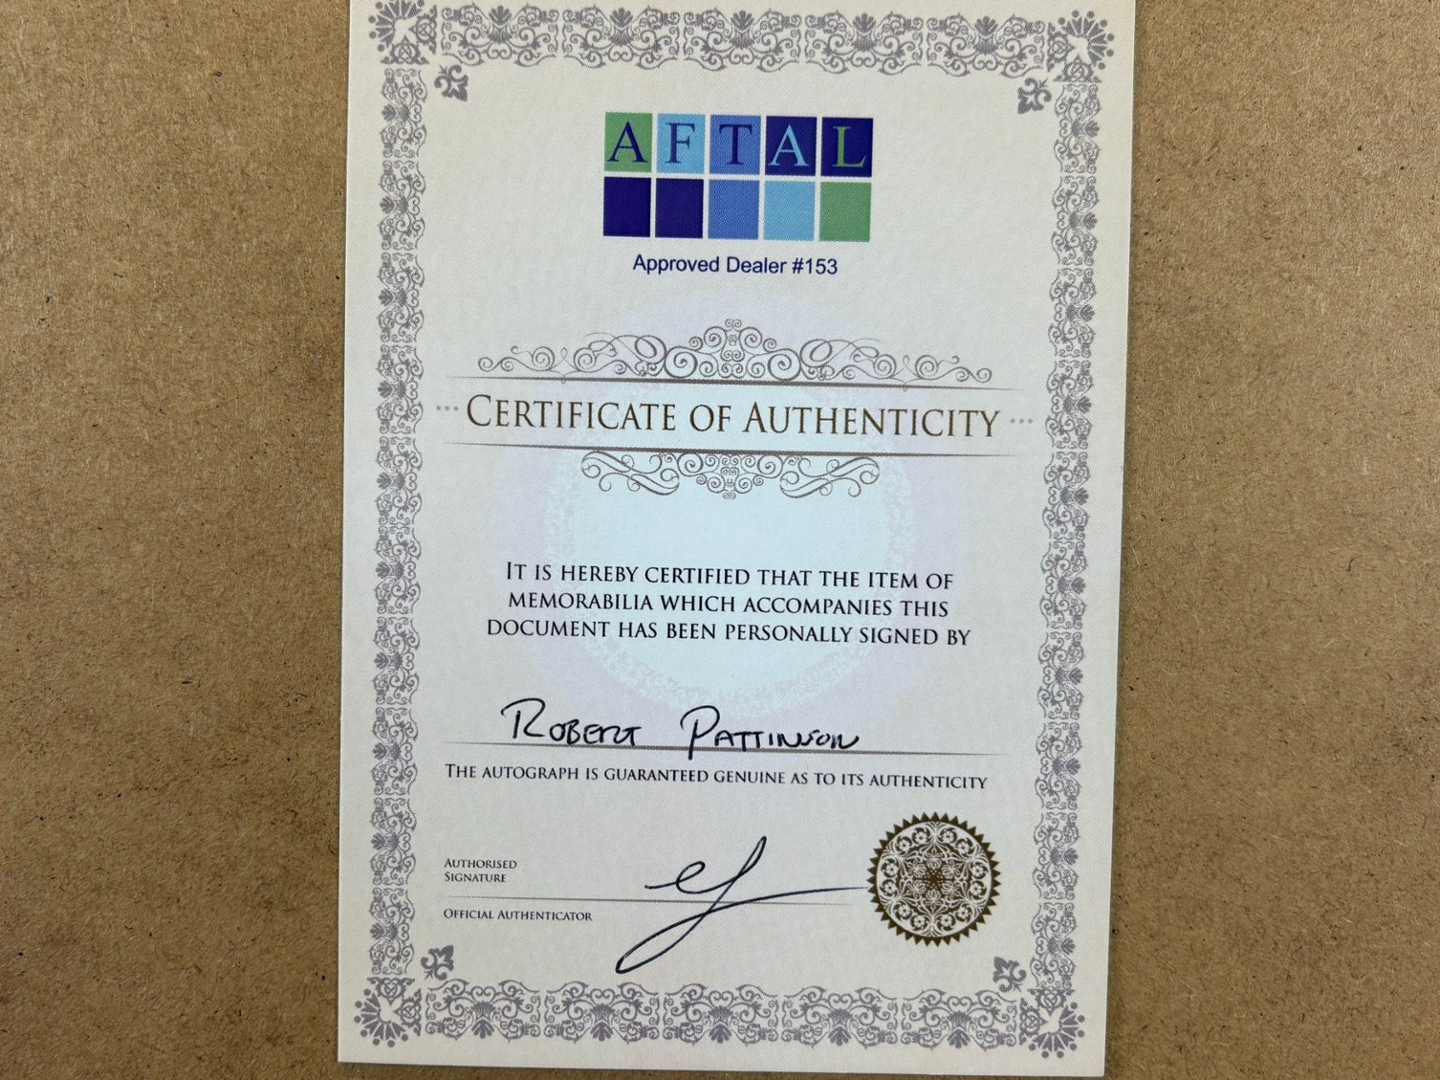 AFTAL
Approved Dealer #153
CERTIFICATE OF AUTHENTICITY
IT IS HEREBY CERTIFIED THAT THE ITEM OF
MEMORABILIA WHICH ACCOMPANIES THIS
DOCUMENT HAS BEEN PERSONALLY SIGNED BY
ROBERT PATTINSON
THE AUTOGRAPH IS GUARANTEED GENUINE AS TO ITS AUTHENTICITY
AUTHORISED
SIGNATURE
OFFICIAL AUTHENTICATOR